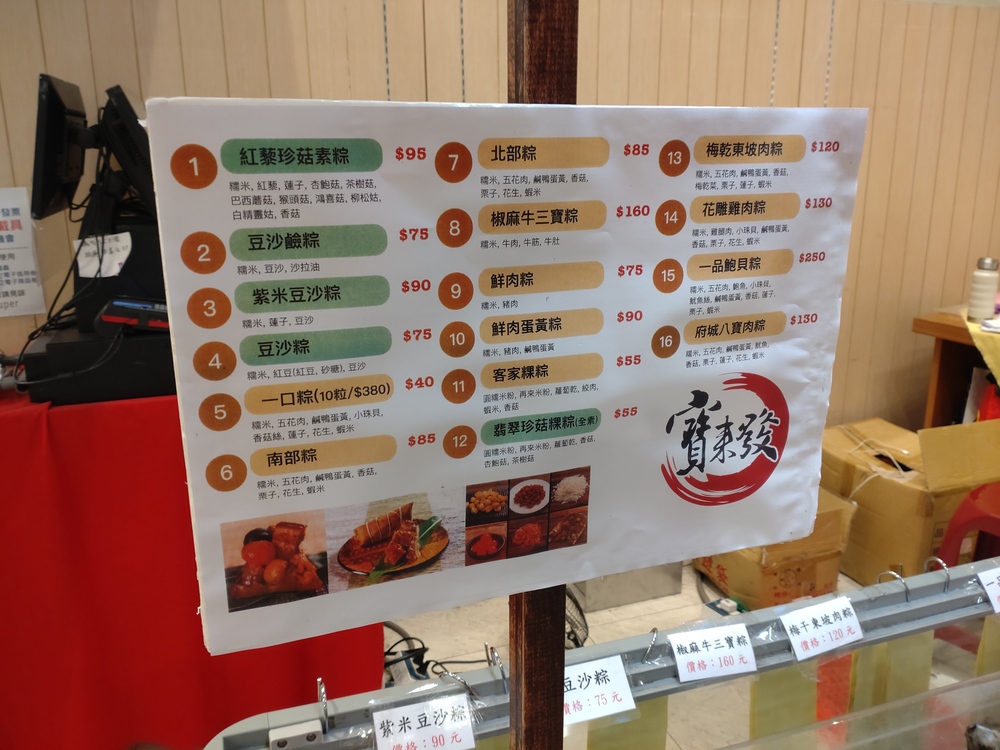 1 紅藜珍菇素粽 $95
糯米, 紅藜, 蓮子, 杏鮑菇, 茶樹菇,
巴西蘑菇, 猴頭菇, 鴻喜菇, 柳松菇,
白精靈菇, 香菇
2 豆沙鹼粽 $75
糯米, 豆沙, 沙拉油
3 紫米豆沙粽 $90
糯米, 蓮子, 豆沙
4 豆沙粽 $75
糯米, 紅豆(紅豆, 砂糖), 豆沙
5 一口粽(10粒/$380) $40
糯米, 五花肉, 鹹鴨蛋黃, 小珠貝,
香菇絲, 蓮子, 花生, 蝦米
6 南部粽 $85
糯米, 五花肉, 鹹鴨蛋黃, 香菇,
栗子, 花生, 蝦米
7 北部粽 $85
糯米, 五花肉, 鹹鴨蛋黃, 香菇,
栗子, 花生, 蝦米
8 椒麻牛三寶粽 $160
糯米, 牛肉, 牛筋, 牛肚
9 鮮肉粽 $75
糯米, 豬肉
10 鮮肉蛋黃粽 $90
糯米, 豬肉, 鹹鴨蛋黃
11 客家粿粽 $55
圓糯米粉, 再來米粉, 蘿蔔乾, 絞肉,
蝦米, 香菇
12 翡翠珍菇粿粽(全素) $55
圓糯米粉, 再來米粉, 蘿蔔乾, 香菇,
杏鮑菇, 茶樹菇
13 梅乾東坡肉粽 $120
糯米, 五花肉, 鹹鴨蛋黃, 香菇,
梅乾菜, 栗子, 蓮子, 蝦米
14 花雕雞肉粽 $130
糯米, 雞腿肉, 小珠貝, 鹹鴨蛋黃,
香菇, 栗子, 花生, 蝦米
15 一品鮑貝粽 $250
糯米, 五花肉, 鮑魚, 小珠貝,
魷魚絲, 鹹鴨蛋黃, 香菇, 蓮子,
栗子, 蝦米
16 府城八寶肉粽 $130
糯米, 五花肉, 鹹鴨蛋黃, 魷魚,
香菇, 栗子, 蓮子, 花生, 蝦米
寶來發
紫米豆沙粽
價格：90 元
豆沙粽
價格：75 元
椒麻牛三寶粽
價格：160 元
梅干東坡肉粽
價格：120 元